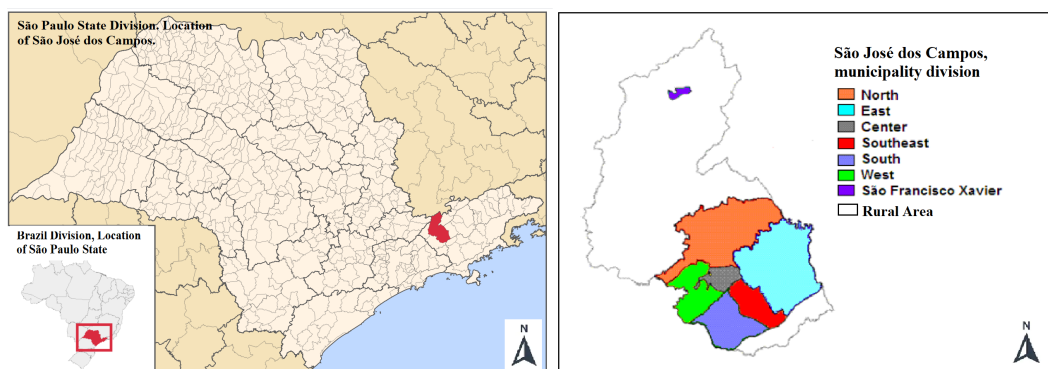 São Paulo State Division. Location
of São José dos Campos.
Brazil Division, Location
of São Paulo State
N
São José dos Campos,
municipality division
North
East
Center
Southeast
South
West
São Francisco Xavier
Rural Area
N